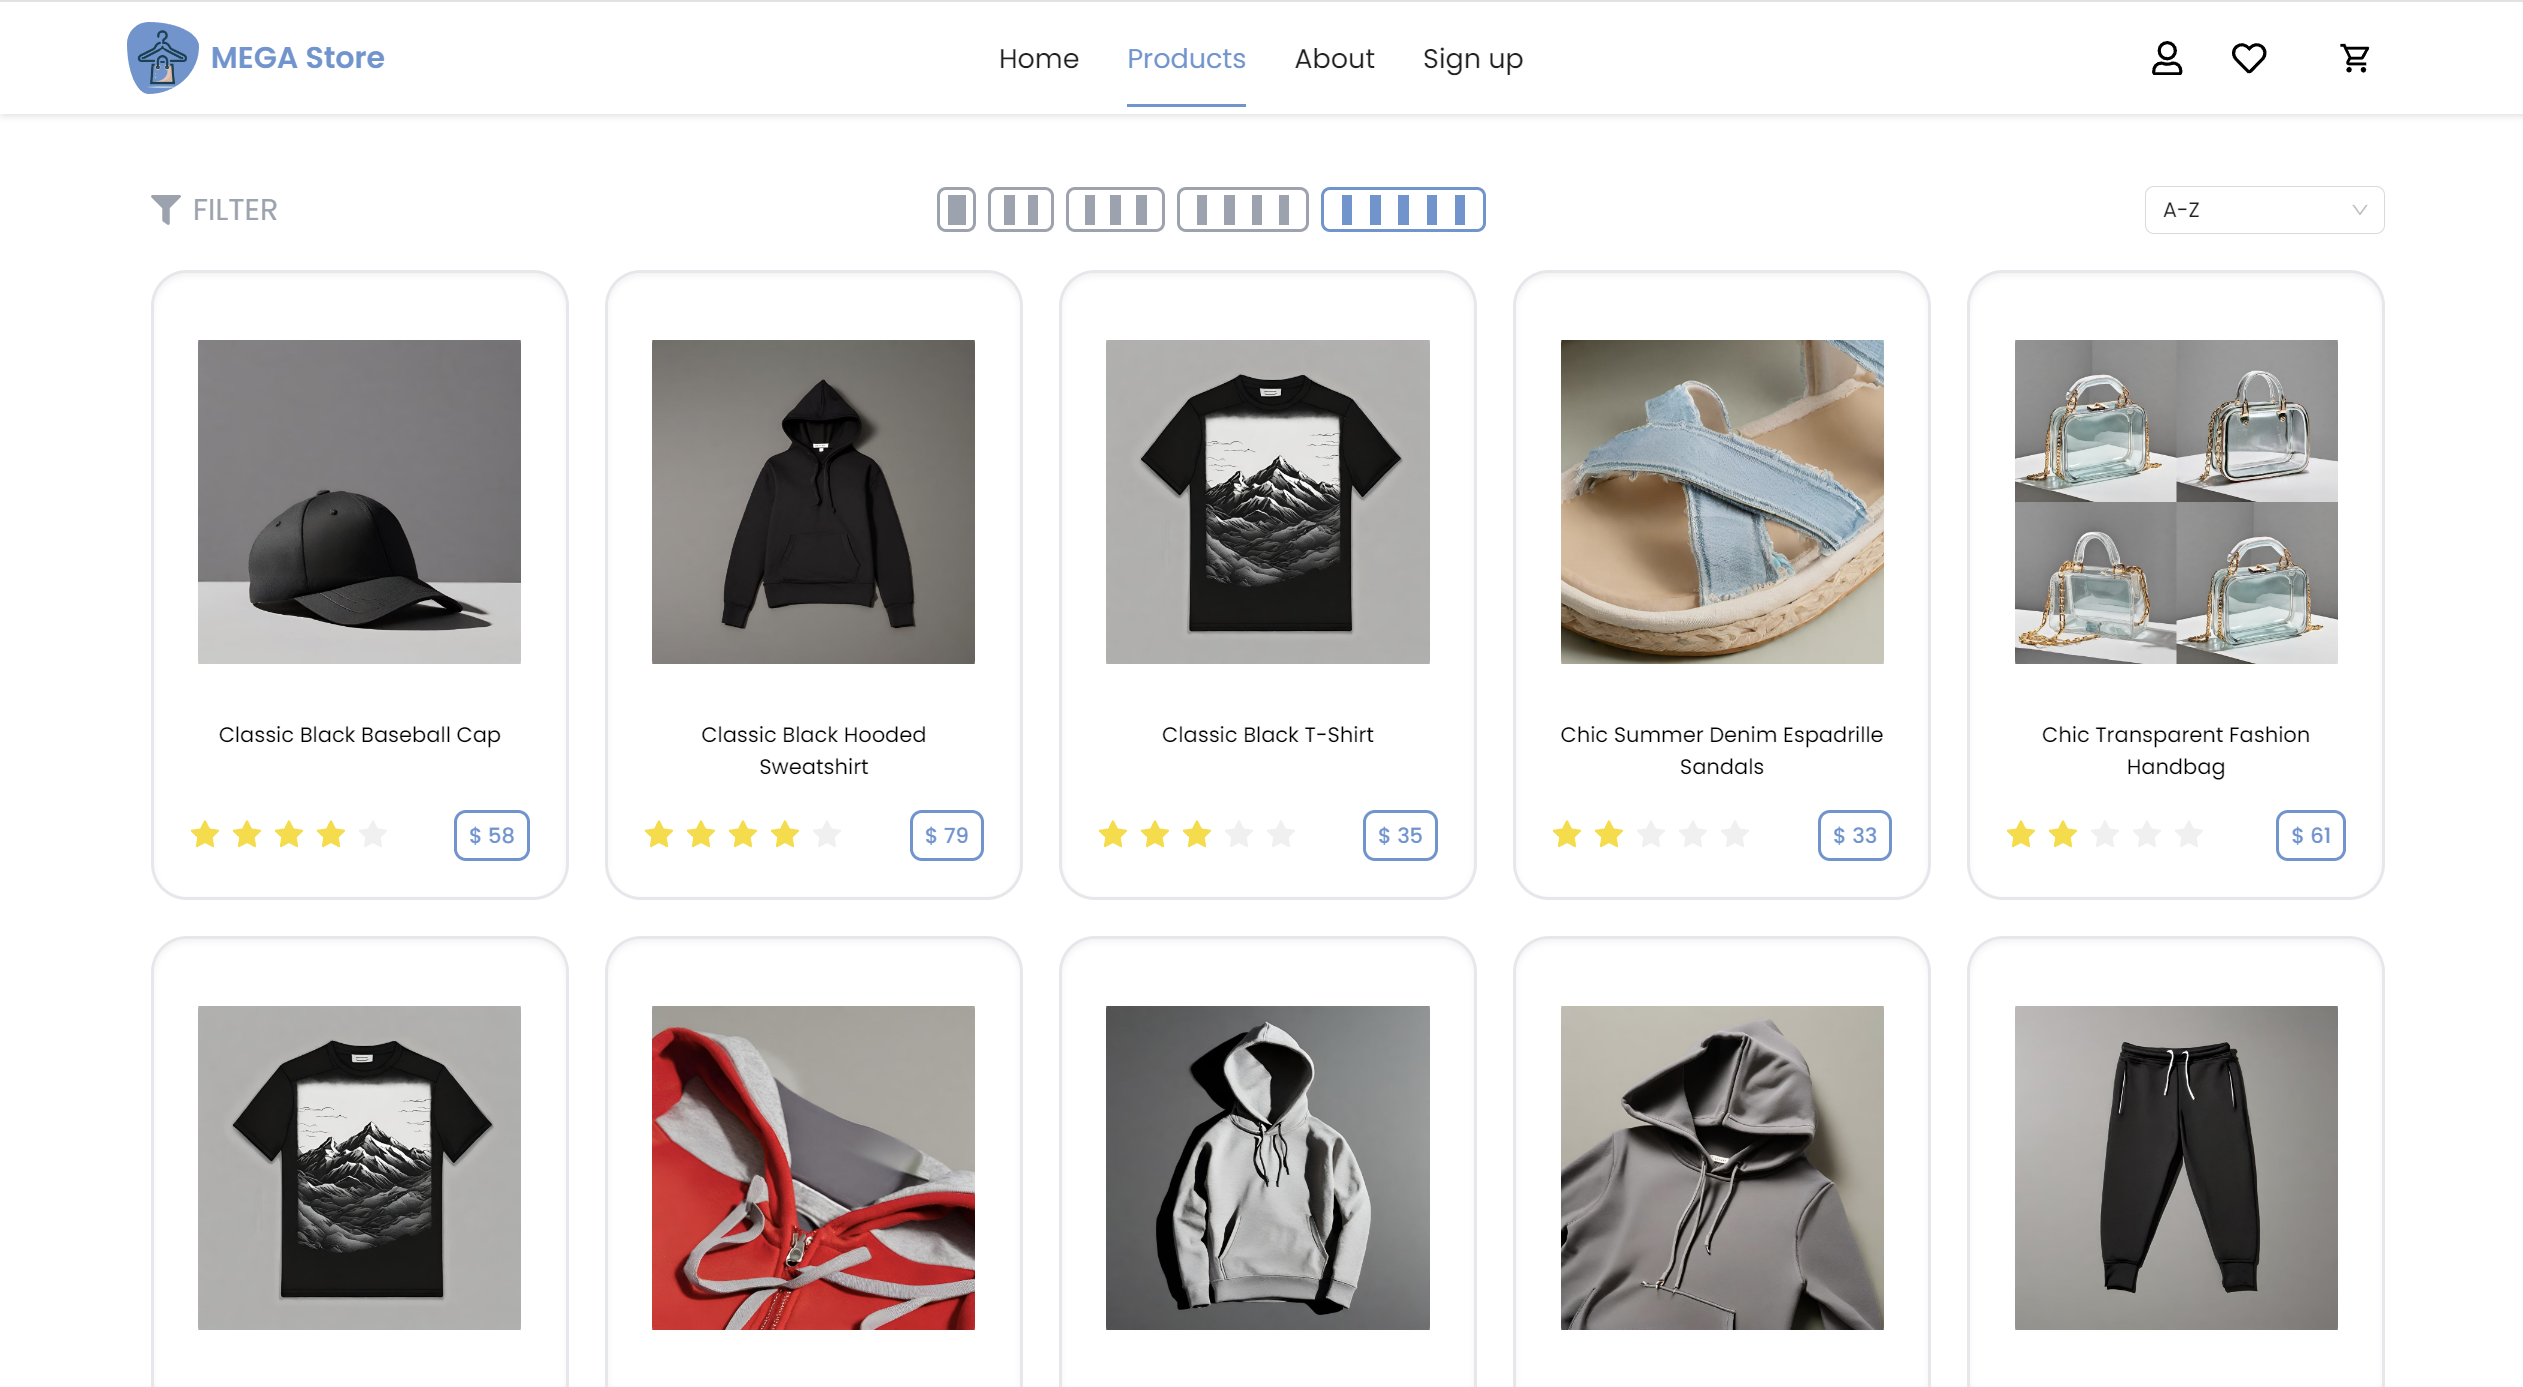 MEGA Store
Home
Products
About
Sign up
FILTER
A-Z
Classic Black Baseball Cap
$ 58
Classic Black Hooded
Sweatshirt
$ 79
Classic Black T-Shirt
$ 35
Chic Summer Denim Espadrille
Sandals
$ 33
Chic Transparent Fashion
Handbag
$ 61